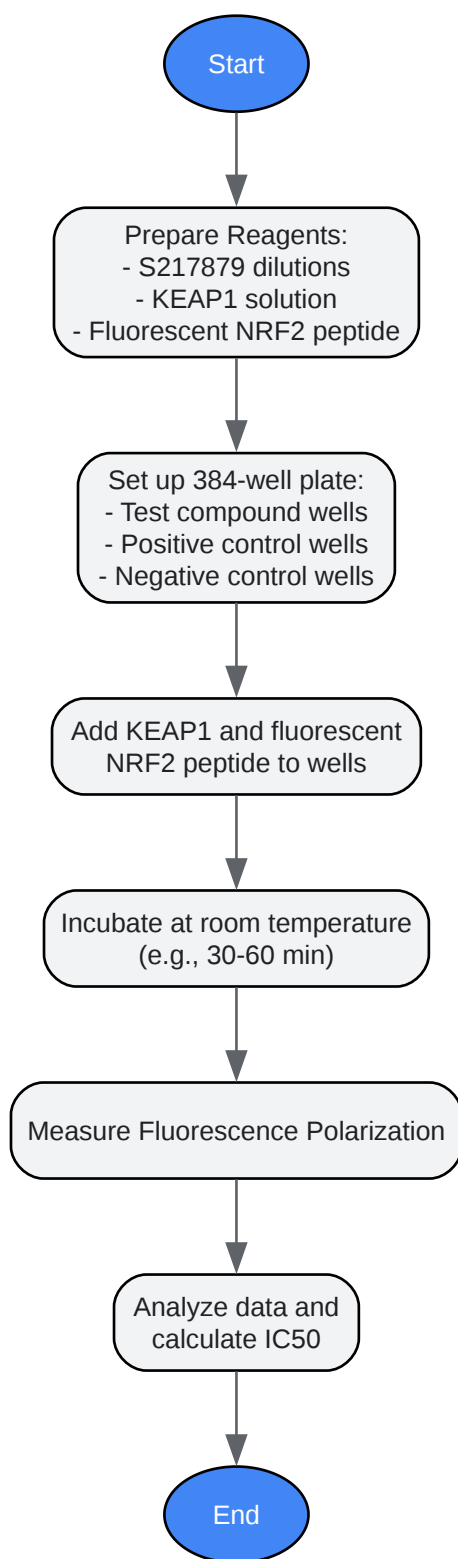 Start
Prepare Reagents:
- S217879 dilutions
- KEAP1 solution
- Fluorescent NRF2 peptide
Set up 384-well plate:
- Test compound wells
- Positive control wells
- Negative control wells
Add KEAP1 and fluorescent
NRF2 peptide to wells
Incubate at room temperature
(e.g., 30-60 min)
Measure Fluorescence Polarization
Analyze data and
calculate IC50
End